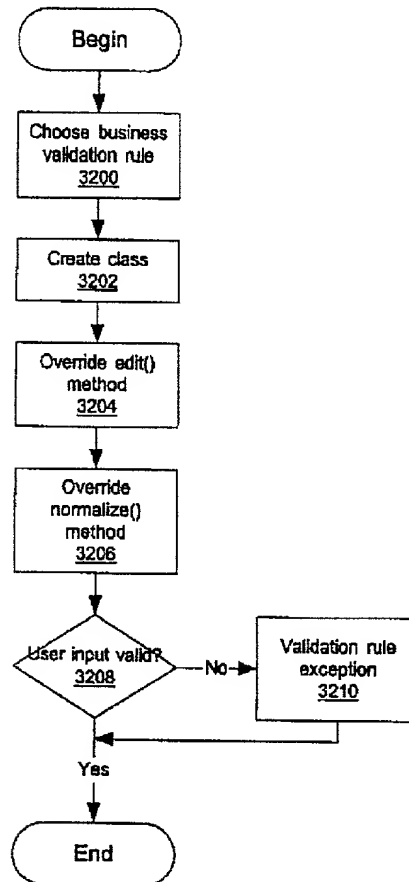 Begin
Choose business
validation rule
3200
Create class
3202
Override edit()
method
3204
Override
normalize()
method
3206
User input valid?
3208
No
Validation rule
exception
3210
Yes
End